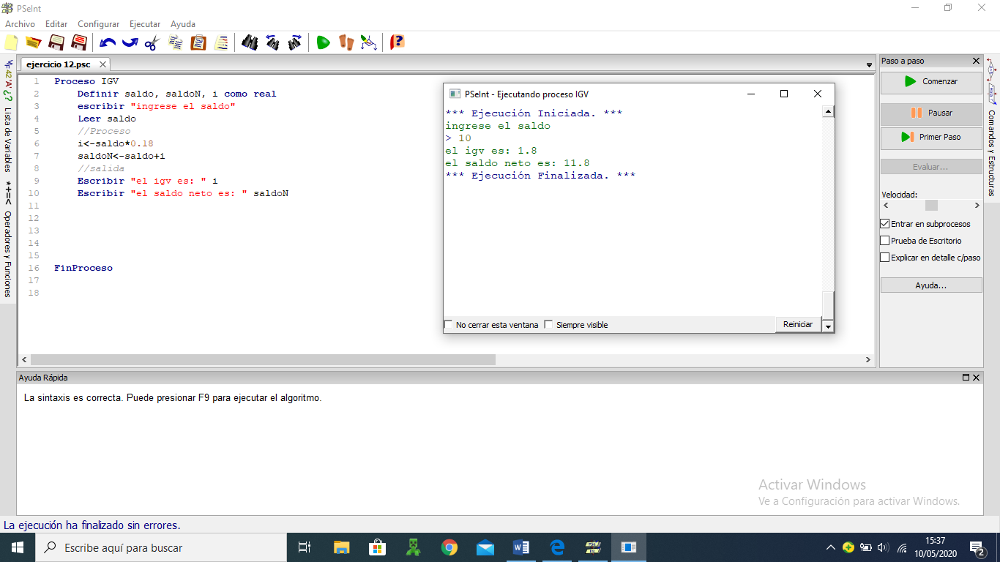 PSeInt
Archivo Editar Configurar Ejecutar Ayuda
ejercicio 12.psc
Lista de Variables
Operadores y Funciones
1 Proceso IGV
2 Definir saldo, saldoN, i como real
3 escribir "ingrese el saldo"
4 Leer saldo
5 //Proceso
6 i<-saldo*0.18
7 saldoN<-saldo+i
8 //salida
9 Escribir "el igv es: " i
10 Escribir "el saldo neto es: " saldoN
11
12
13
14
15
16 FinProceso
17
18
PSeInt - Ejecutando proceso IGV
*** Ejecución Iniciada. ***
ingrese el saldo
> 10
el igv es: 1.8
el saldo neto es: 11.8
*** Ejecución Finalizada. ***
No cerrar esta ventana Siempre visible Reiniciar
Paso a paso
Comenzar
Pausar
Primer Paso
Evaluar...
Velocidad:
Entrar en subprocesos
Prueba de Escritorio
Explicar en detalle c/paso
Ayuda...
Comandos y Estructuras
Ayuda Rápida
La sintaxis es correcta. Puede presionar F9 para ejecutar el algoritmo.
Activar Windows
Ve a Configuración para activar Windows.
La ejecución ha finalizado sin errores.
Escribe aquí para buscar
15:37
10/05/2020
2